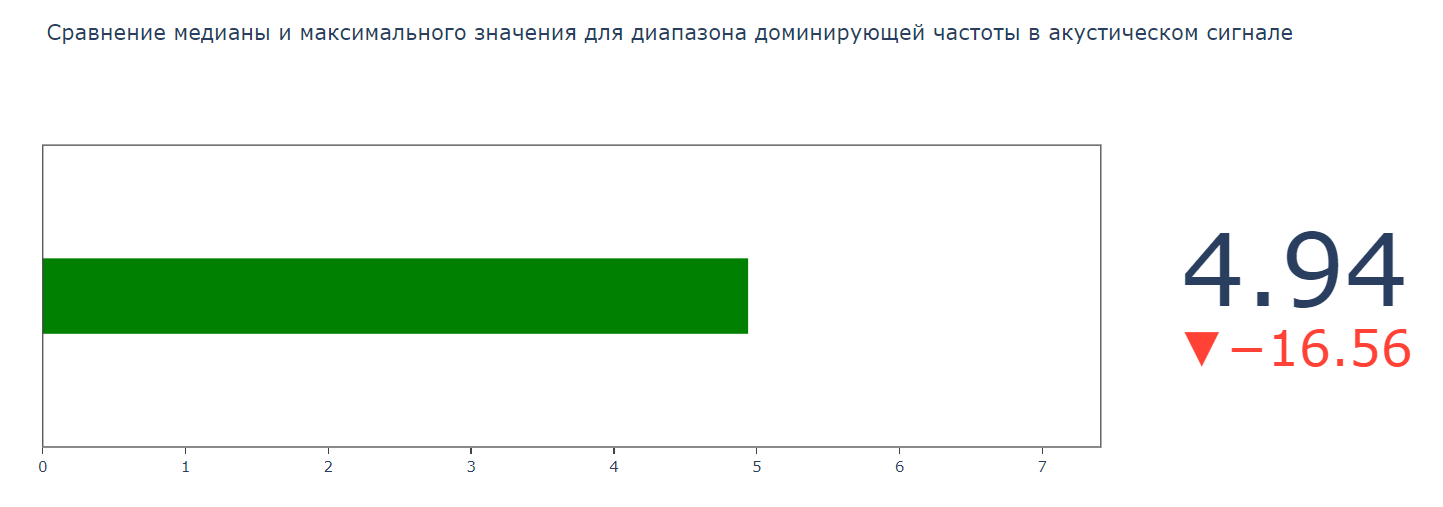 Сравнение медианы и максимального значения для диапазона доминирующей частоты в акустическом сигнале
4.94
▼−16.56
0 1 2 3 4 5 6 7